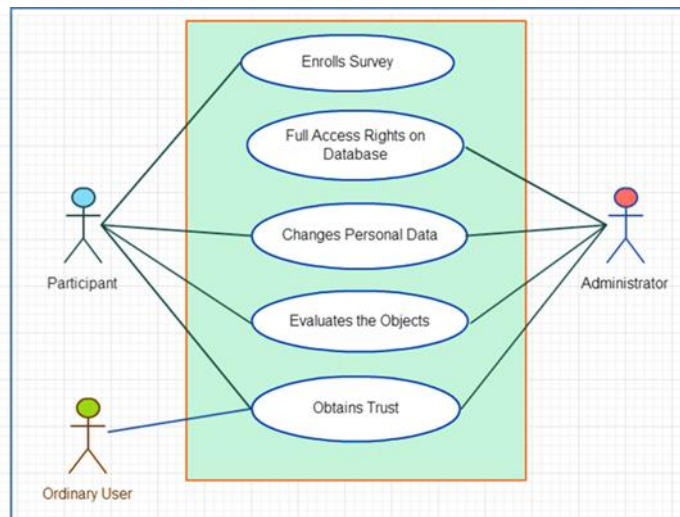 Enrolls Survey
Full Access Rights on
Database
Changes Personal Data
Participant
Administrator
Evaluates the Objects
Obtains Trust
Ordinary User